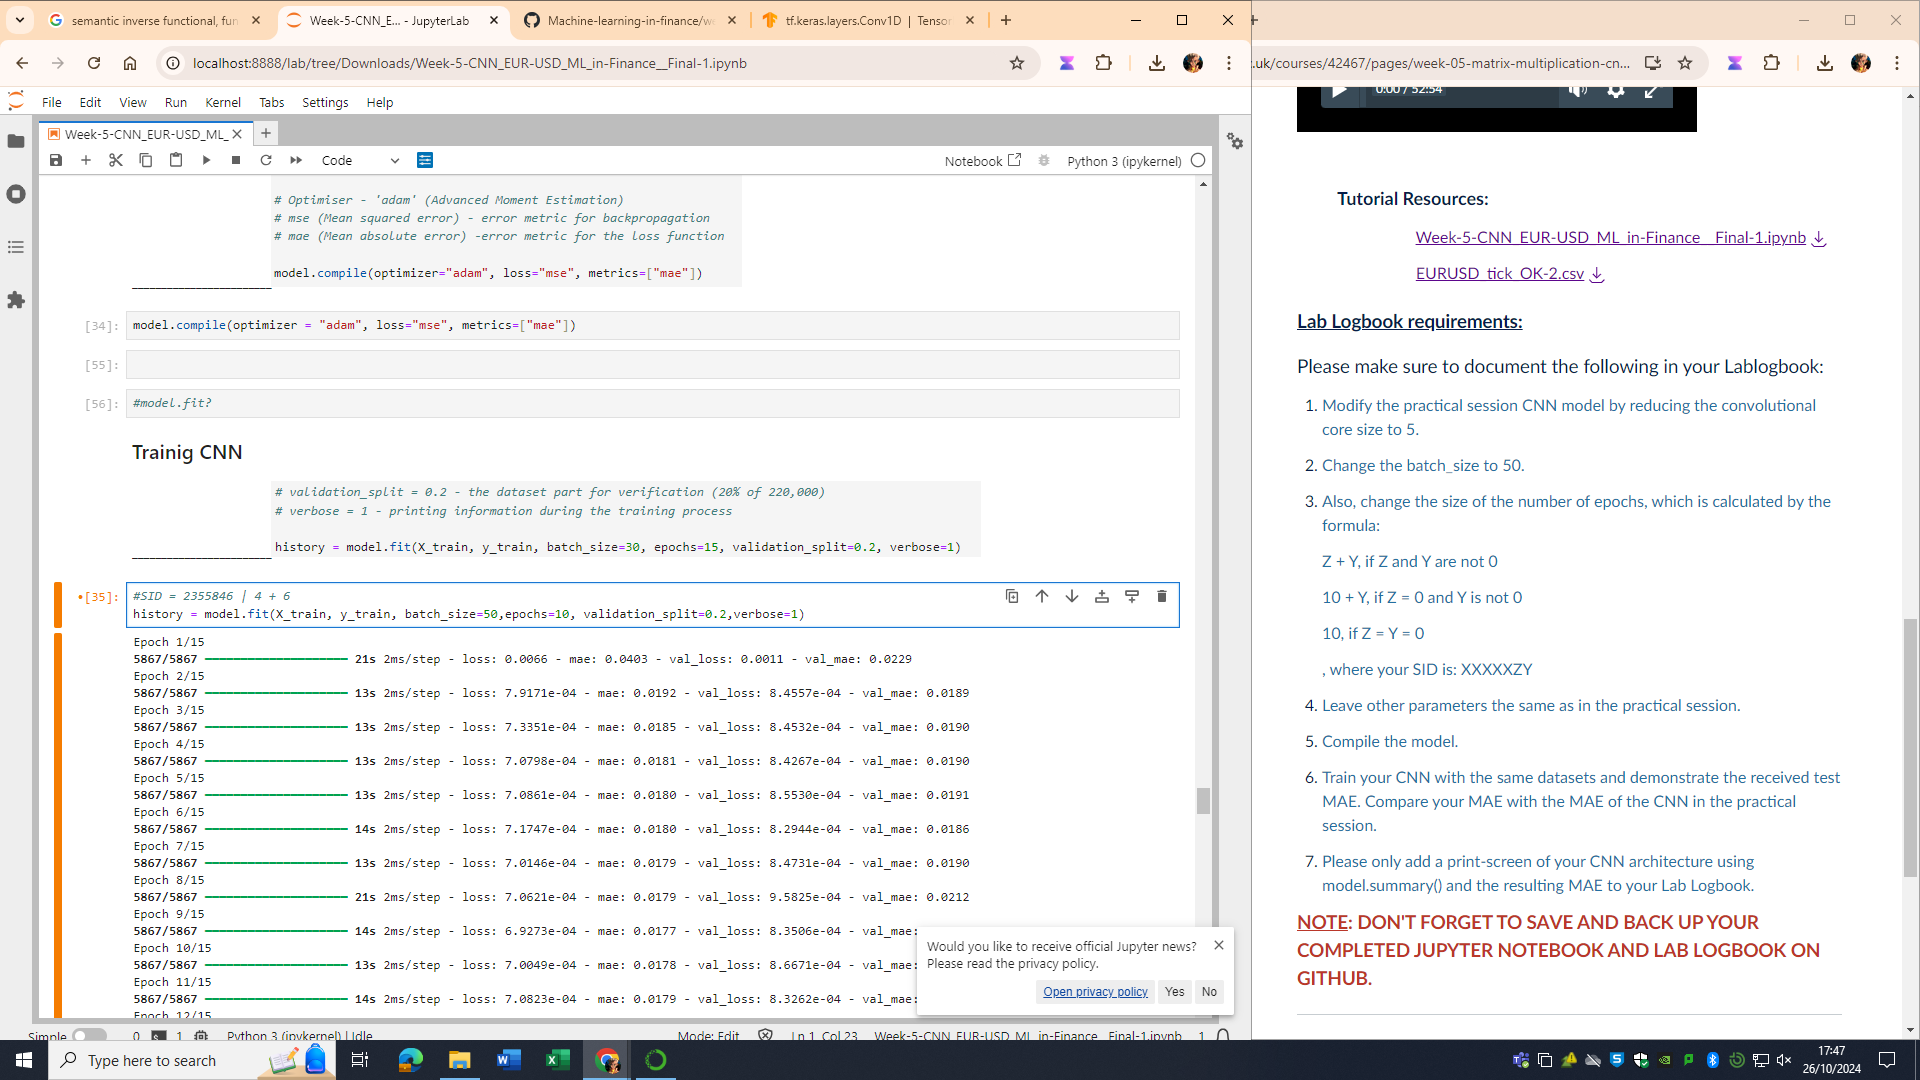 semantic inverse functional, fun
Week-5-CNN_E... - JupyterLab
Machine-learning-in-finance/we
tf.keras.layers.Conv1D | Tensor
localhost:8888/lab/tree/Downloads/Week-5-CNN_EUR-USD_ML_in-Finance__Final-1.ipynb
.uk/courses/42467/pages/week-05-matrix-multiplication-cn...
File Edit View Run Kernel Tabs Settings Help
Week-5-CNN_EUR-USD_ML_
Code
Notebook
Python 3 (ipykernel)
# Optimiser - 'adam' (Advanced Moment Estimation)
# mse (Mean squared error) - error metric for backpropagation
# mae (Mean absolute error) -error metric for the loss function
model.compile(optimizer="adam", loss="mse", metrics=["mae"])
[34]: model.compile(optimizer = "adam", loss="mse", metrics=["mae"])
[55]:
[56]: #model.fit?
Trainig CNN
# validation_split = 0.2 - the dataset part for verification (20% of 220,000)
# verbose = 1 - printing information during the training process
history = model.fit(X_train, y_train, batch_size=30, epochs=15, validation_split=0.2, verbose=1)
•[35]: #SID = 2355846 | 4 + 6
history = model.fit(X_train, y_train, batch_size=50,epochs=10, validation_split=0.2,verbose=1)
Epoch 1/15
5867/5867 21s 2ms/step - loss: 0.0066 - mae: 0.0403 - val_loss: 0.0011 - val_mae: 0.0229
Epoch 2/15
5867/5867 13s 2ms/step - loss: 7.9171e-04 - mae: 0.0192 - val_loss: 8.4557e-04 - val_mae: 0.0189
Epoch 3/15
5867/5867 13s 2ms/step - loss: 7.3351e-04 - mae: 0.0185 - val_loss: 8.4532e-04 - val_mae: 0.0190
Epoch 4/15
5867/5867 13s 2ms/step - loss: 7.0798e-04 - mae: 0.0181 - val_loss: 8.4267e-04 - val_mae: 0.0190
Epoch 5/15
5867/5867 13s 2ms/step - loss: 7.0861e-04 - mae: 0.0180 - val_loss: 8.5530e-04 - val_mae: 0.0191
Epoch 6/15
5867/5867 14s 2ms/step - loss: 7.1747e-04 - mae: 0.0180 - val_loss: 8.2944e-04 - val_mae: 0.0186
Epoch 7/15
5867/5867 13s 2ms/step - loss: 7.0146e-04 - mae: 0.0179 - val_loss: 8.4731e-04 - val_mae: 0.0190
Epoch 8/15
5867/5867 21s 2ms/step - loss: 7.0621e-04 - mae: 0.0179 - val_loss: 9.5825e-04 - val_mae: 0.0212
Epoch 9/15
5867/5867 14s 2ms/step - loss: 6.9273e-04 - mae: 0.0177 - val_loss: 8.3506e-04 - val_mae:
Epoch 10/15
5867/5867 13s 2ms/step - loss: 7.0049e-04 - mae: 0.0178 - val_loss: 8.6671e-04 - val_mae:
Epoch 11/15
5867/5867 14s 2ms/step - loss: 7.0823e-04 - mae: 0.0179 - val_loss: 8.3262e-04 - val_mae:
Epoch 12/15
Would you like to receive official Jupyter news?
Please read the privacy policy.
Open privacy policy Yes No
Simple 0 1 Python 3 (ipykernel) | Idle Mode: Edit Ln 1, Col 23 Week-5-CNN_EUR-USD_ML_in-Finance__Final-1.ipynb 1
0:00 / 52:54
Tutorial Resources:
Week-5-CNN_EUR-USD_ML_in-Finance__Final-1.ipynb
EURUSD_tick_OK-2.csv
Lab Logbook requirements:
Please make sure to document the following in your Lablogbook:
1. Modify the practical session CNN model by reducing the convolutional
core size to 5.
2. Change the batch_size to 50.
3. Also, change the size of the number of epochs, which is calculated by the
formula:
Z + Y, if Z and Y are not 0
10 + Y, if Z = 0 and Y is not 0
10, if Z = Y = 0
, where your SID is: XXXXXZY
4. Leave other parameters the same as in the practical session.
5. Compile the model.
6. Train your CNN with the same datasets and demonstrate the received test
MAE. Compare your MAE with the MAE of the CNN in the practical
session.
7. Please only add a print-screen of your CNN architecture using
model.summary() and the resulting MAE to your Lab Logbook.
NOTE: DON'T FORGET TO SAVE AND BACK UP YOUR
COMPLETED JUPYTER NOTEBOOK AND LAB LOGBOOK ON
GITHUB.
Type here to search
17:47
26/10/2024